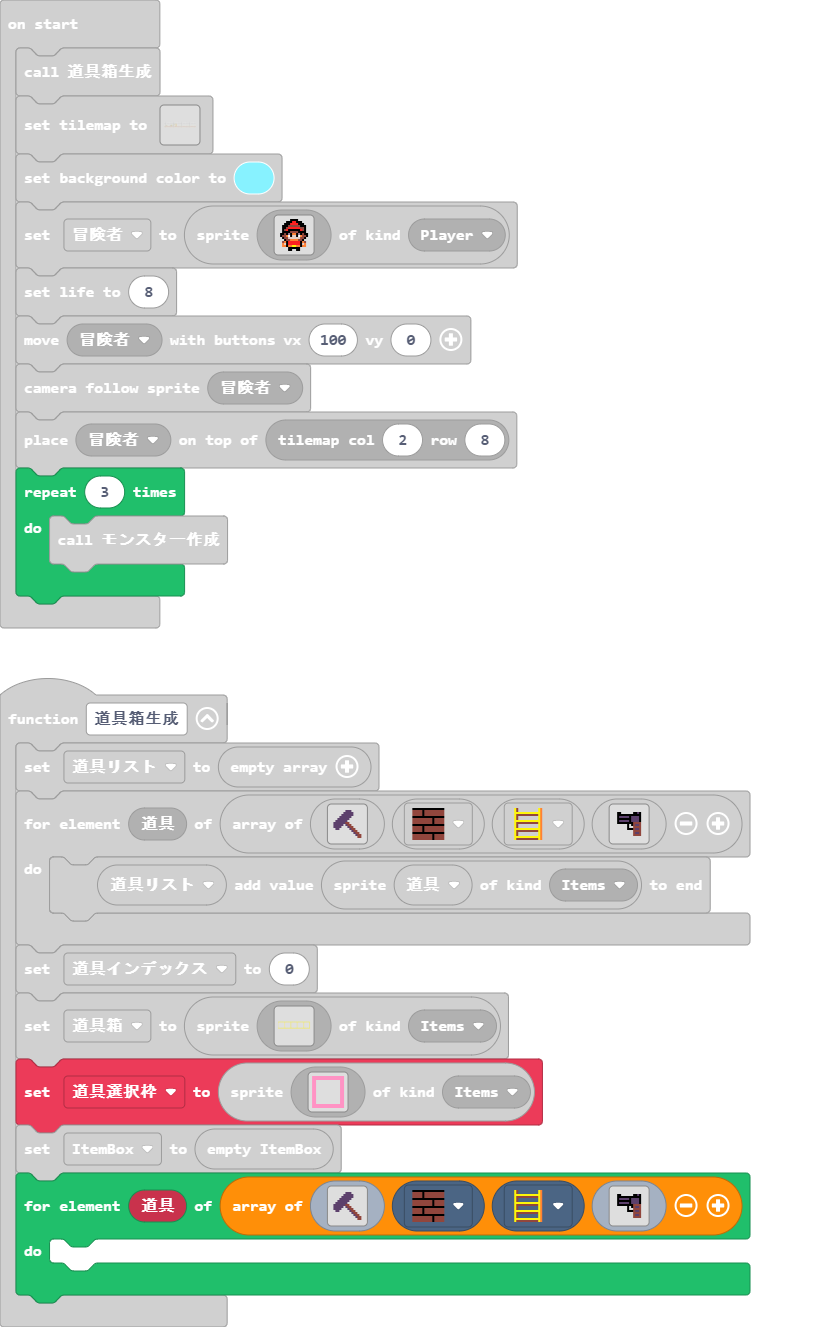 on start
call 道具箱生成
set tilemap to
set background color to
set 冒険者 to sprite of kind Player
set life to 8
move 冒険者 with buttons vx 100 vy 0
camera follow sprite 冒険者
place 冒険者 on top of tilemap col 2 row 8
repeat 3 times
do
call モンスター作成
function 道具箱生成
set 道具リスト to empty array
for element 道具 of array of
do
道具リスト add value sprite 道具 of kind Items to end
set 道具インデックス to 0
set 道具箱 to sprite of kind Items
set 道具選択枠 to sprite of kind Items
set ItemBox to empty ItemBox
for element 道具 of array of
do